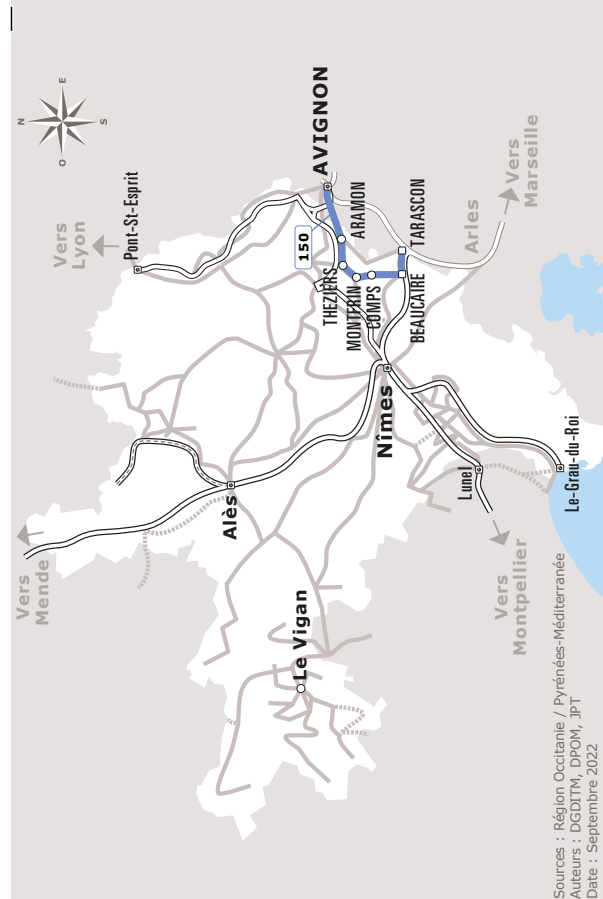 N
O
E
S
Vers
Lyon
Pont-St-Esprit
Vers
Mende
AVIGNON
150
ARAMON
THEZIERS
MONTFRIN
COMPS
TARASCON
BEAUCAIRE
Arles
Vers
Marseille
Alès
Nîmes
Le Vigan
Lunel
Le-Grau-du-Roi
Vers
Montpellier
Sources : Région Occitanie / Pyrénées-Méditerranée
Auteurs : DGDITM, DPOM, JPT
Date : Septembre 2022